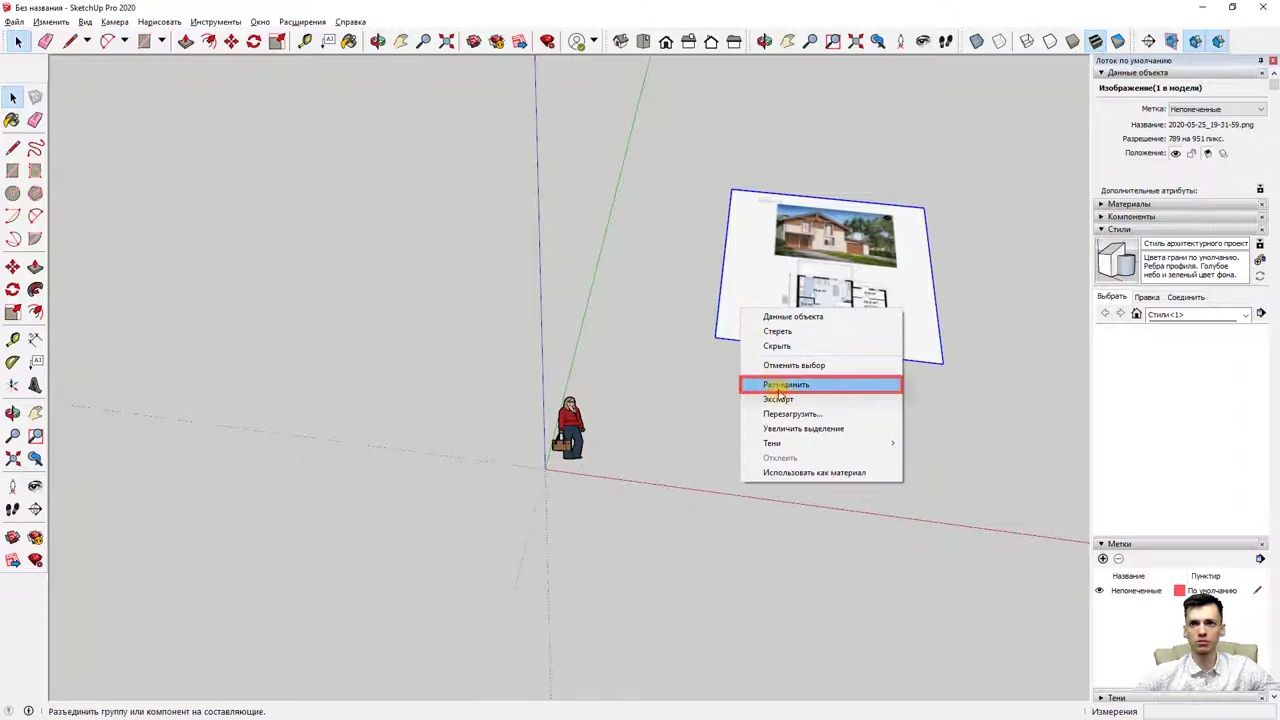 Без названия - SketchUp Pro 2020
Файл Изменить Вид Камера Нарисовать Инструменты Окно Расширения Справка
Лоток по умолчанию
Данные объекта
Изображение(1 в модели)
Метка: Непомеченные
Название: 2020-05-25_19-31-59.png
Разрешение: 789 на 951 пикс.
Положение:
Дополнительные атрибуты:
Материалы
Компоненты
Стили
Стиль архитектурного проект
Цвета грани по умолчанию.
Ребра профиля. Голубое
небо и зеленый цвет фона.
Выбрать Правка Соединить
Стили<1>
Данные объекта
Стереть
Скрыть
Отменить выбор
Разъединить
Экспорт
Перезагрузить...
Увеличить выделение
Тени
Отклеить
Использовать как материал
Метки
Название Пунктир
Непомеченные По умолчанию
Тени
Разъединить группу или компонент на составляющие.
Измерения